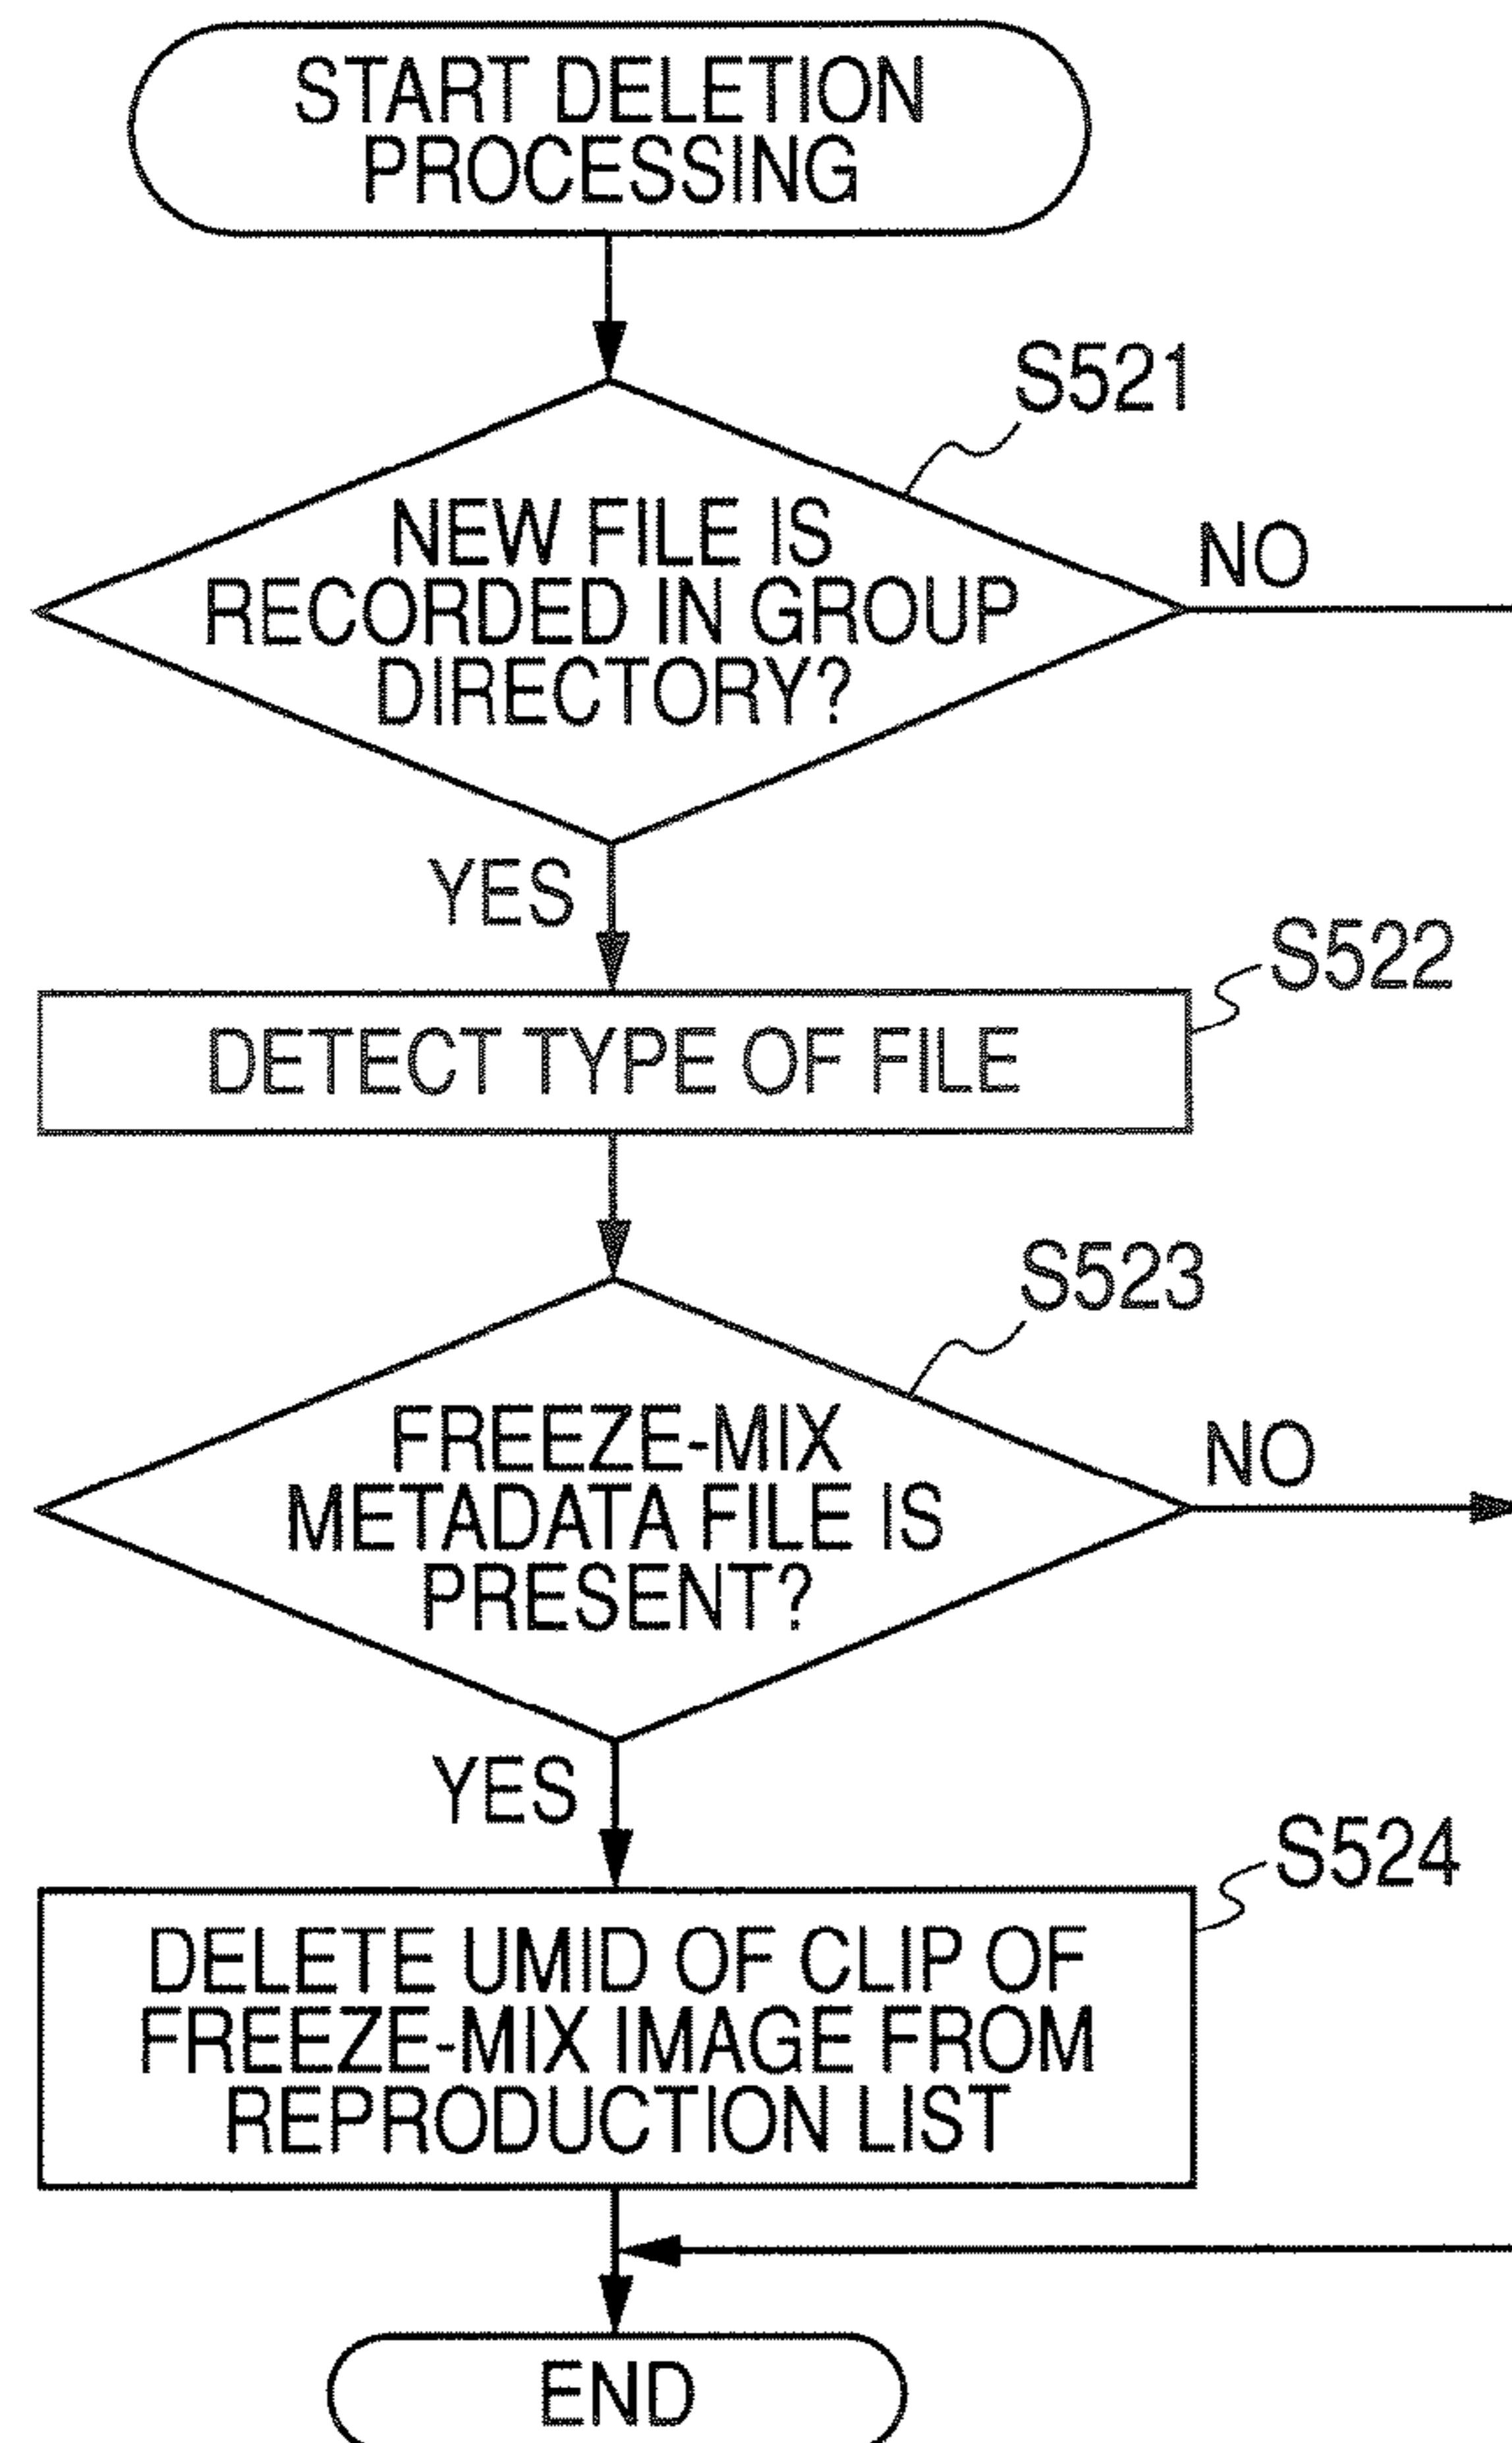 START DELETION
PROCESSING
S521
NEW FILE IS
RECORDED IN GROUP
DIRECTORY?
NO
YES
S522
DETECT TYPE OF FILE
S523
FREEZE-MIX
METADATA FILE IS
PRESENT?
NO
YES
S524
DELETE UMID OF CLIP OF
FREEZE-MIX IMAGE FROM
REPRODUCTION LIST
END